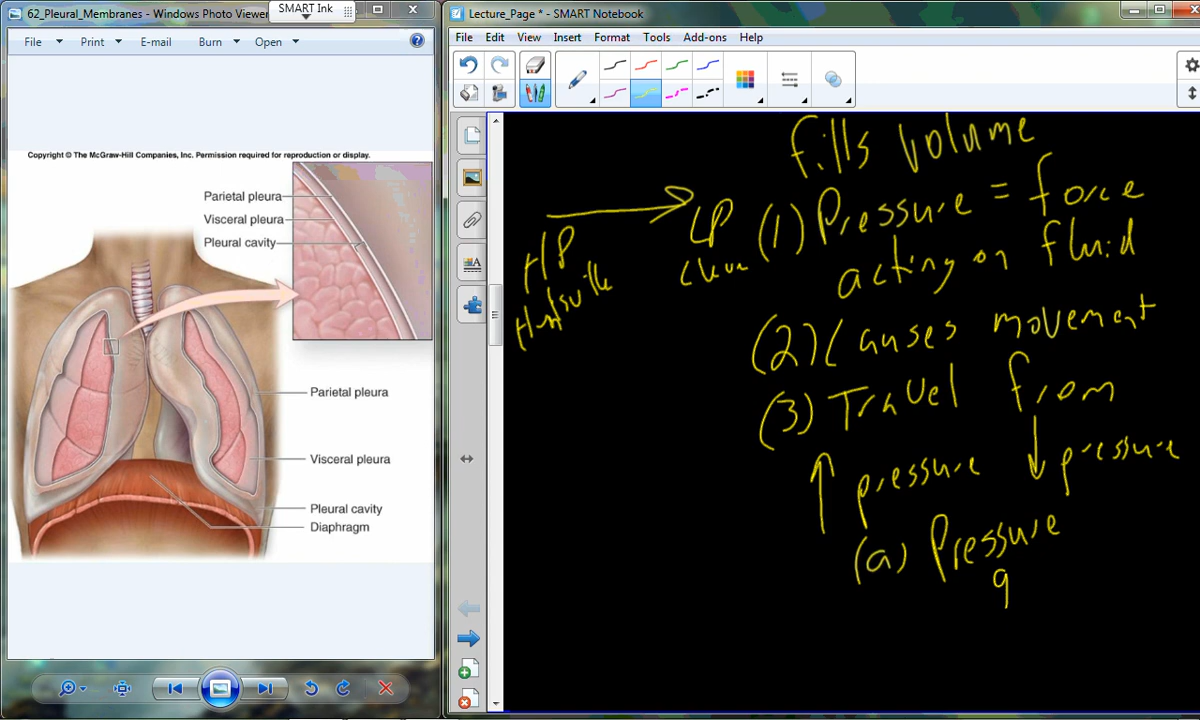 62_Pleural_Membranes - Windows Photo Viewer
SMART Ink
File Print E-mail Burn Open
Copyright © The McGraw-Hill Companies, Inc. Permission required for reproduction or display.
Parietal pleura
Visceral pleura
Pleural cavity
Parietal pleura
Visceral pleura
Pleural cavity
Diaphragm
Lecture_Page * - SMART Notebook
File Edit View Insert Format Tools Add-ons Help
fills volume
HP
Huntsville
LP
(1) Pressure = force
acting on fluid
(2) Causes movement
(3) Travel from
↑ pressure ↓ pressure
(a) Pressure